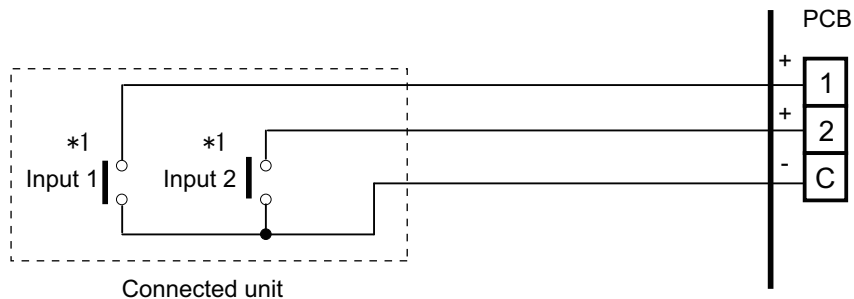 PCB
+
1
+
2
-
C
*1
Input 1
*1
Input 2
Connected unit